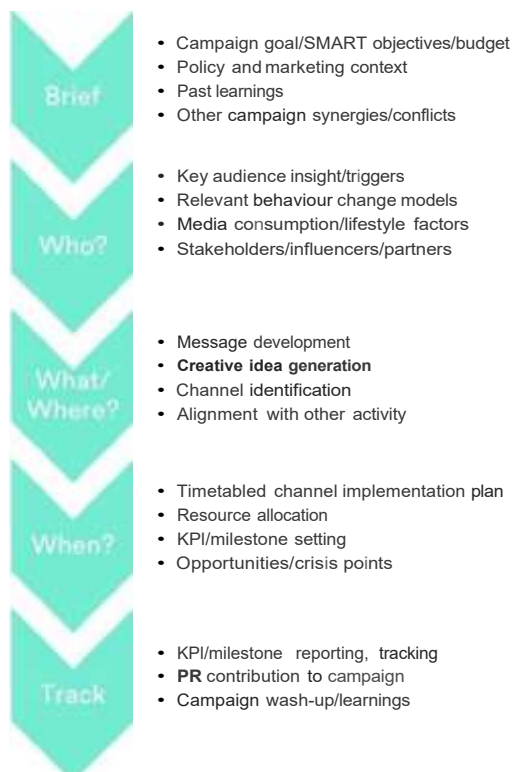 Brief
• Campaign goal/SMART objectives/budget
• Policy and marketing context
• Past learnings
• Other campaign synergies/conflicts
Who?
• Key audience insight/triggers
• Relevant behaviour change models
• Media consumption/lifestyle factors
• Stakeholders/influencers/partners
What/
Where?
• Message development
• Creative idea generation
• Channel identification
• Alignment with other activity
When?
• Timetabled channel implementation plan
• Resource allocation
• KPI/milestone setting
• Opportunities/crisis points
Track
• KPI/milestone reporting, tracking
• PR contribution to campaign
• Campaign wash-up/learnings